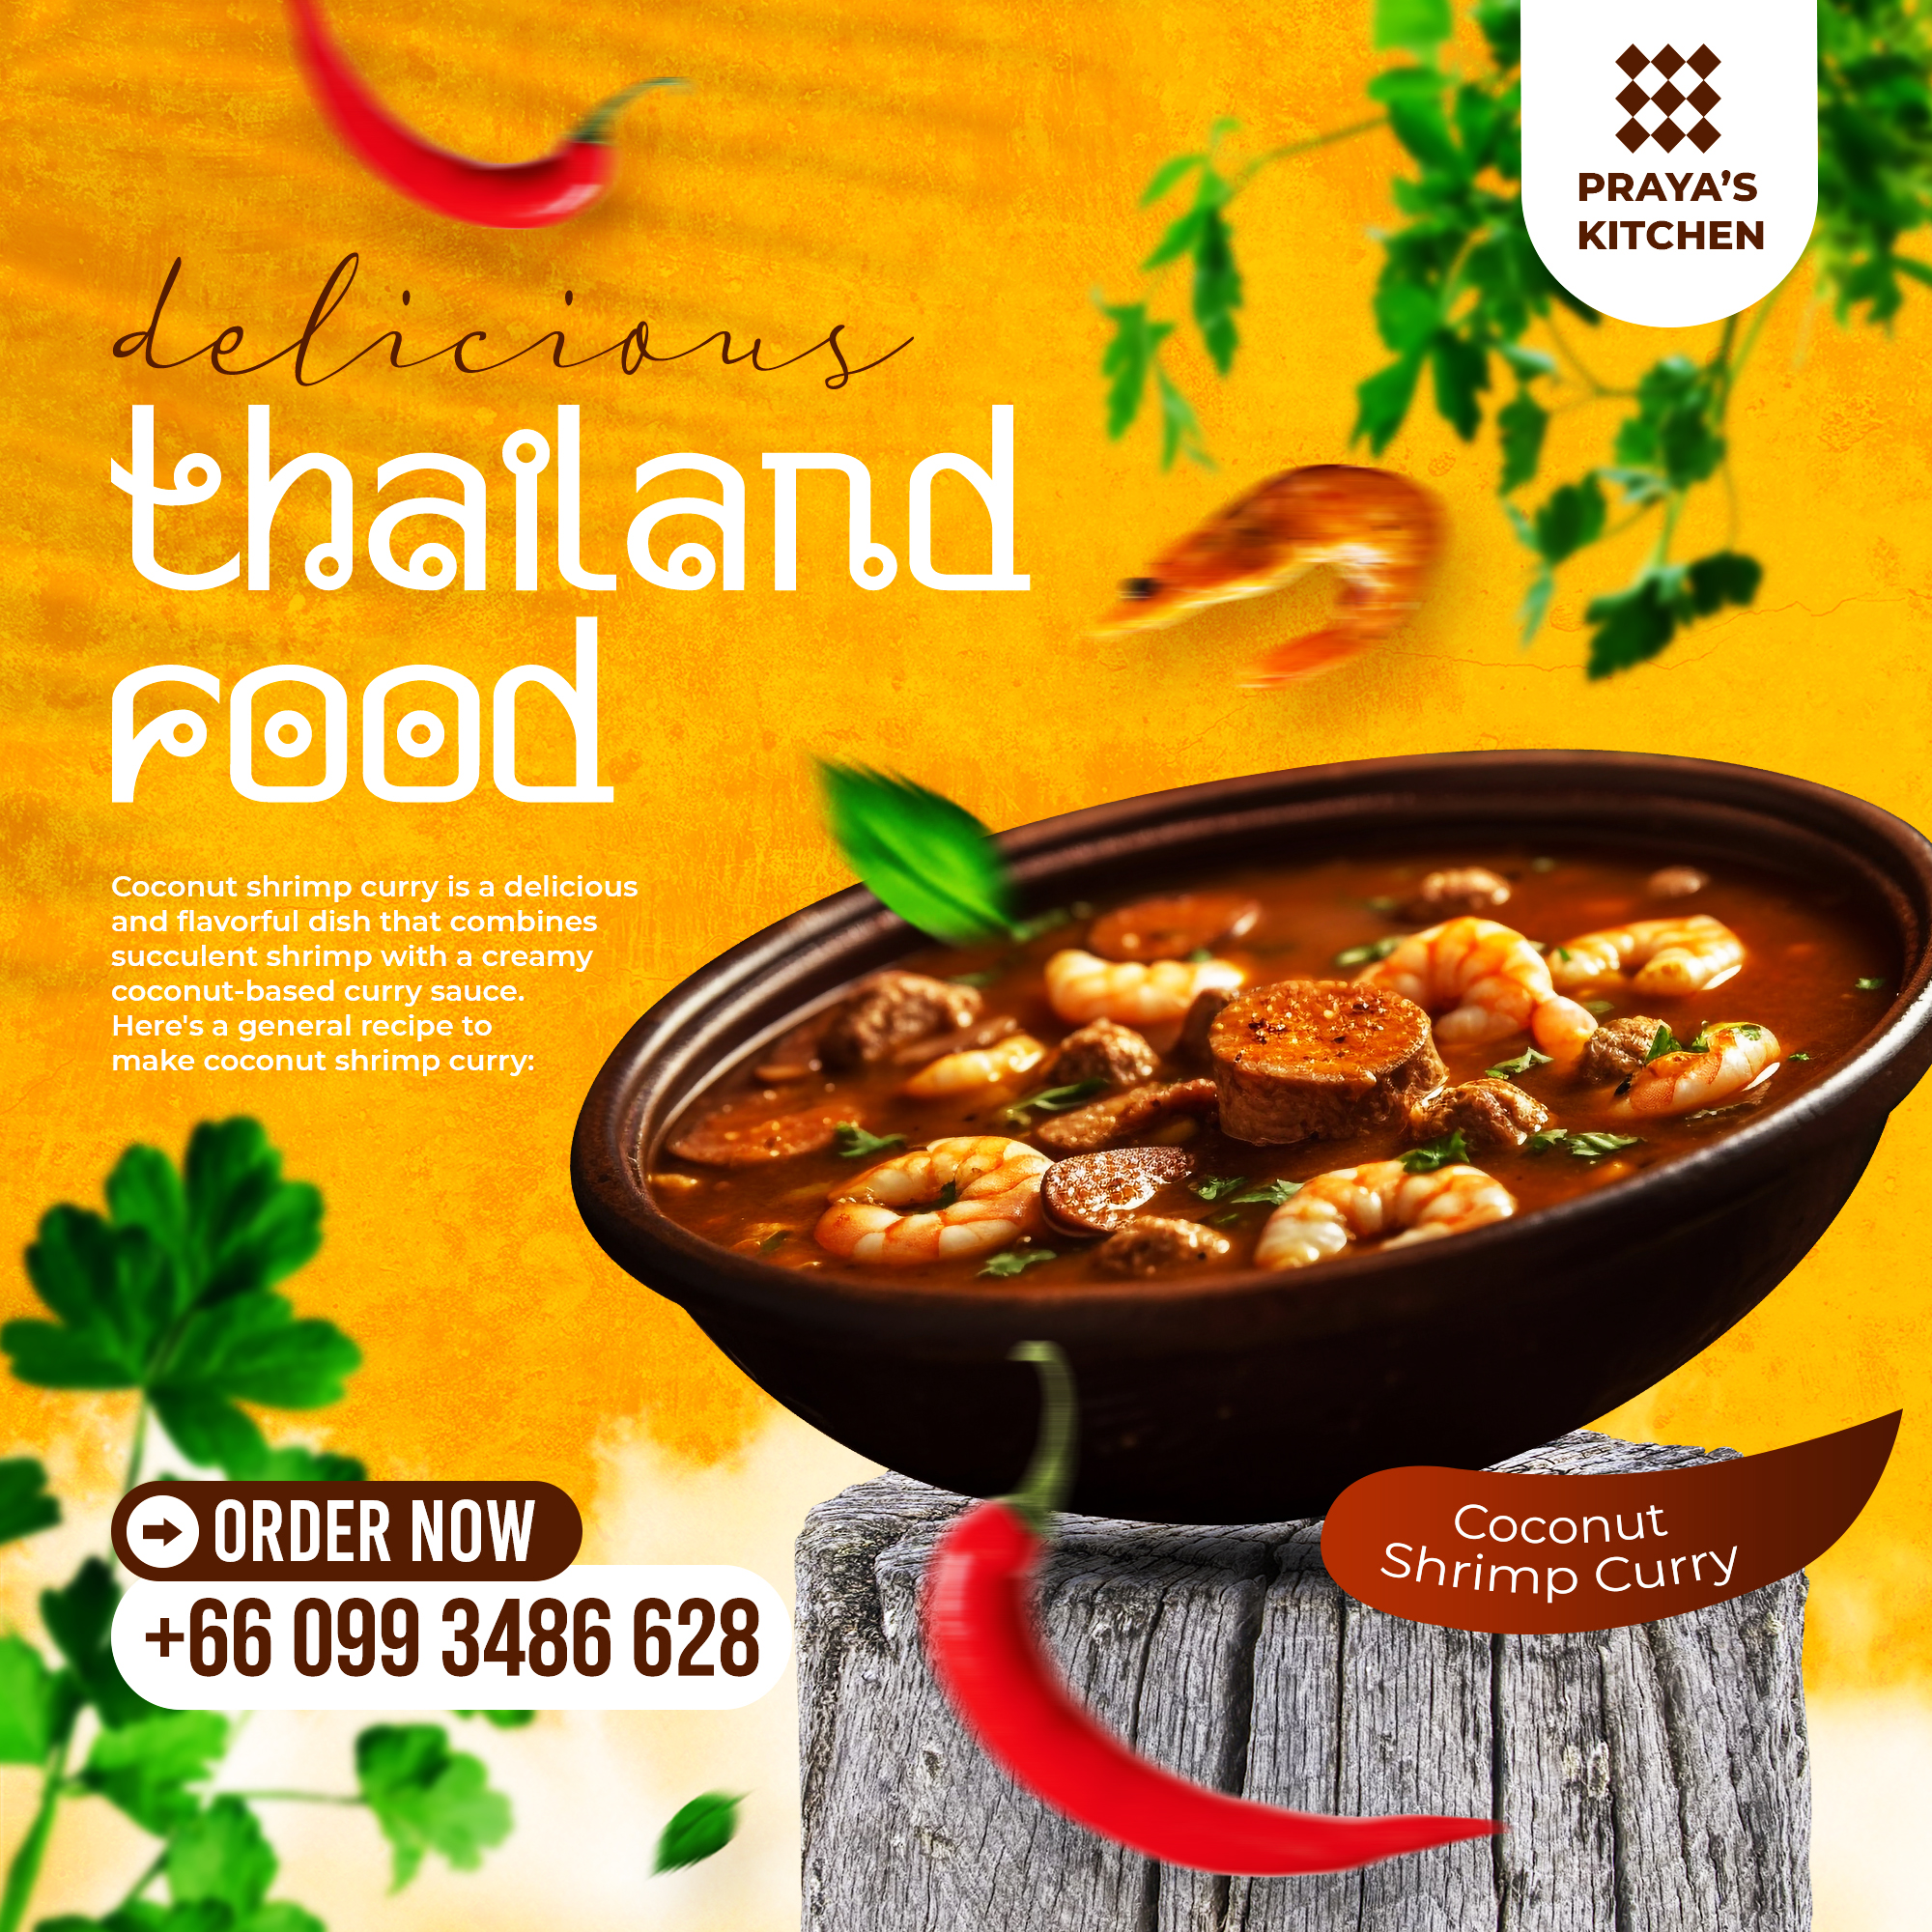 PRAYA’S
KITCHEN
delicious
thailand
food
Coconut shrimp curry is a delicious
and flavorful dish that combines
succulent shrimp with a creamy
coconut-based curry sauce.
Here's a general recipe to
make coconut shrimp curry:
ORDER NOW
+66 099 3486 628
Coconut
Shrimp Curry